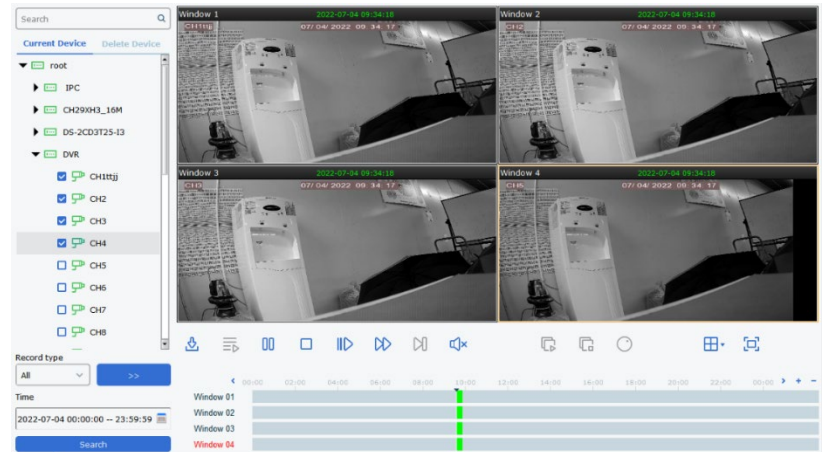 Search
Current Device Delete Device
root
IPC
CH29XH3_16M
DS-2CD3T25-I3
DVR
CH1ttjj
CH2
CH3
CH4
CH5
CH6
CH7
CH8
Record type
All >>
Time
2022-07-04 00:00:00 -- 23:59:59
Search
Window 1 2022-07-04 09:34:18
CH1ttjj 07/04/2022 09:34:17
Window 2 2022-07-04 09:34:18
CH2 07/04/2022 09:34:17
Window 3 2022-07-04 09:34:18
CH3 07/04/2022 09:34:17
Window 4 2022-07-04 09:34:18
CH5 07/04/2022 09:34:17
00:00 02:00 04:00 06:00 08:00 10:00 12:00 14:00 16:00 18:00 20:00 22:00 00:00 + -
Window 01
Window 02
Window 03
Window 04